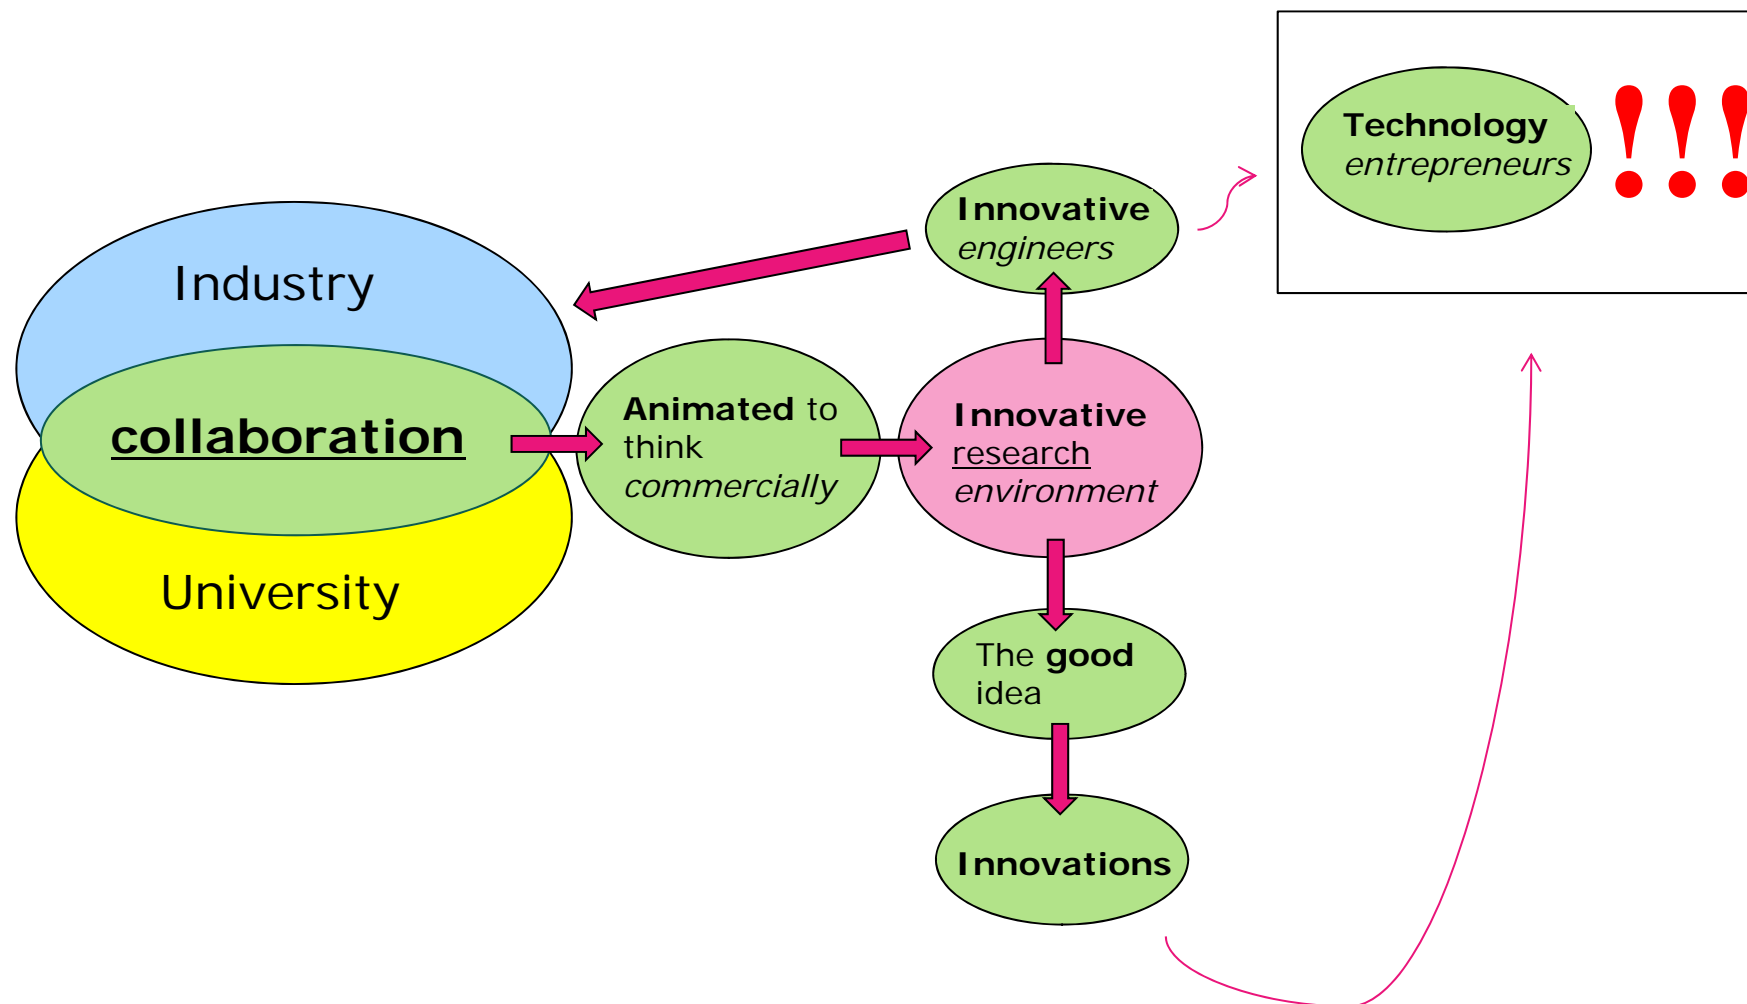 Industry
collaboration
University
Animated to
think
commercially
Innovative
research
environment
Innovative
engineers
Technology
entrepreneurs
!!!
The good
idea
Innovations